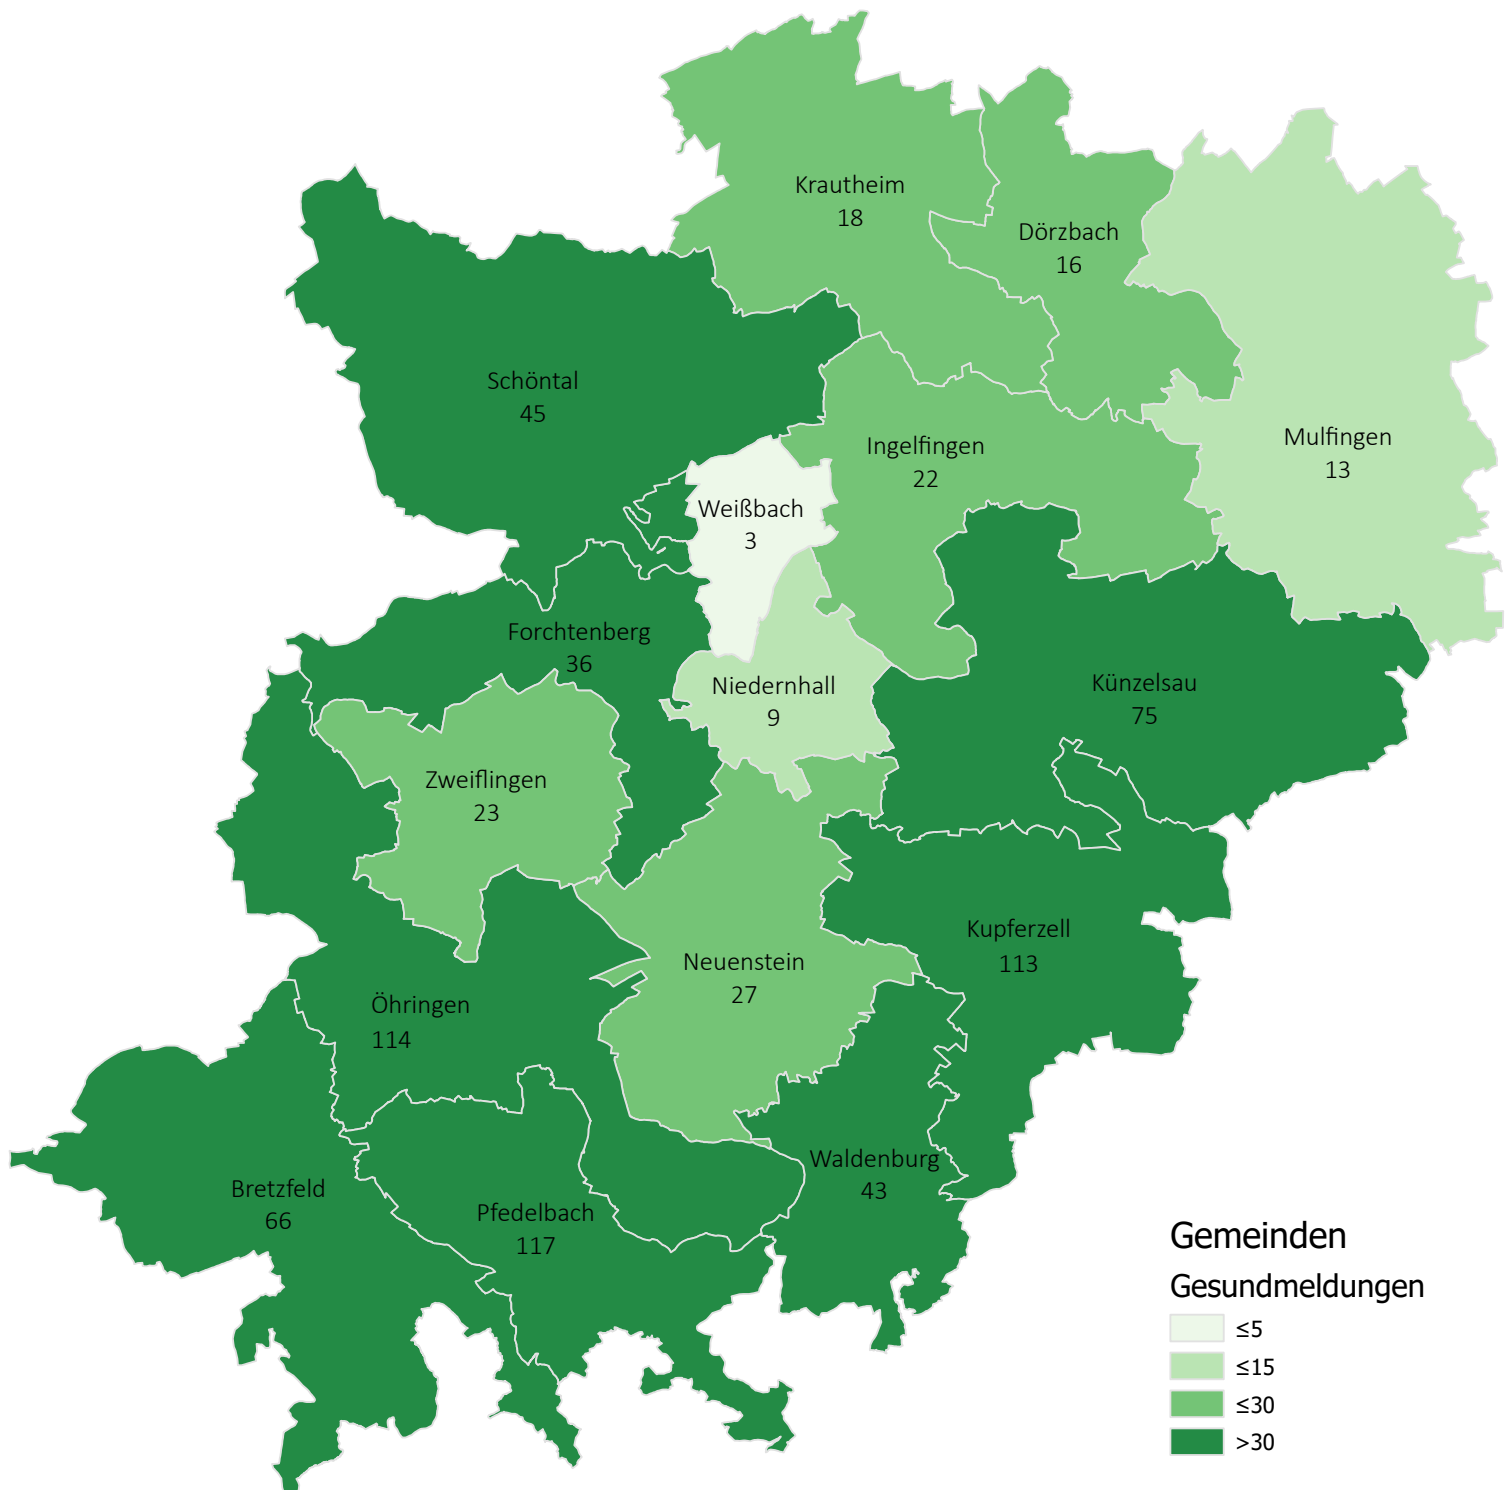 Krautheim
18
Dörzbach
16
Schöntal
45
Ingelfingen
22
Mulfingen
13
Weißbach
3
Forchtenberg
36
Niedernhall
9
Künzelsau
75
Zweiflingen
23
Kupferzell
113
Neuenstein
27
Öhringen
114
Waldenburg
43
Bretzfeld
66
Pfedelbach
117
Gemeinden
Gesundmeldungen
≤5
≤15
≤30
>30